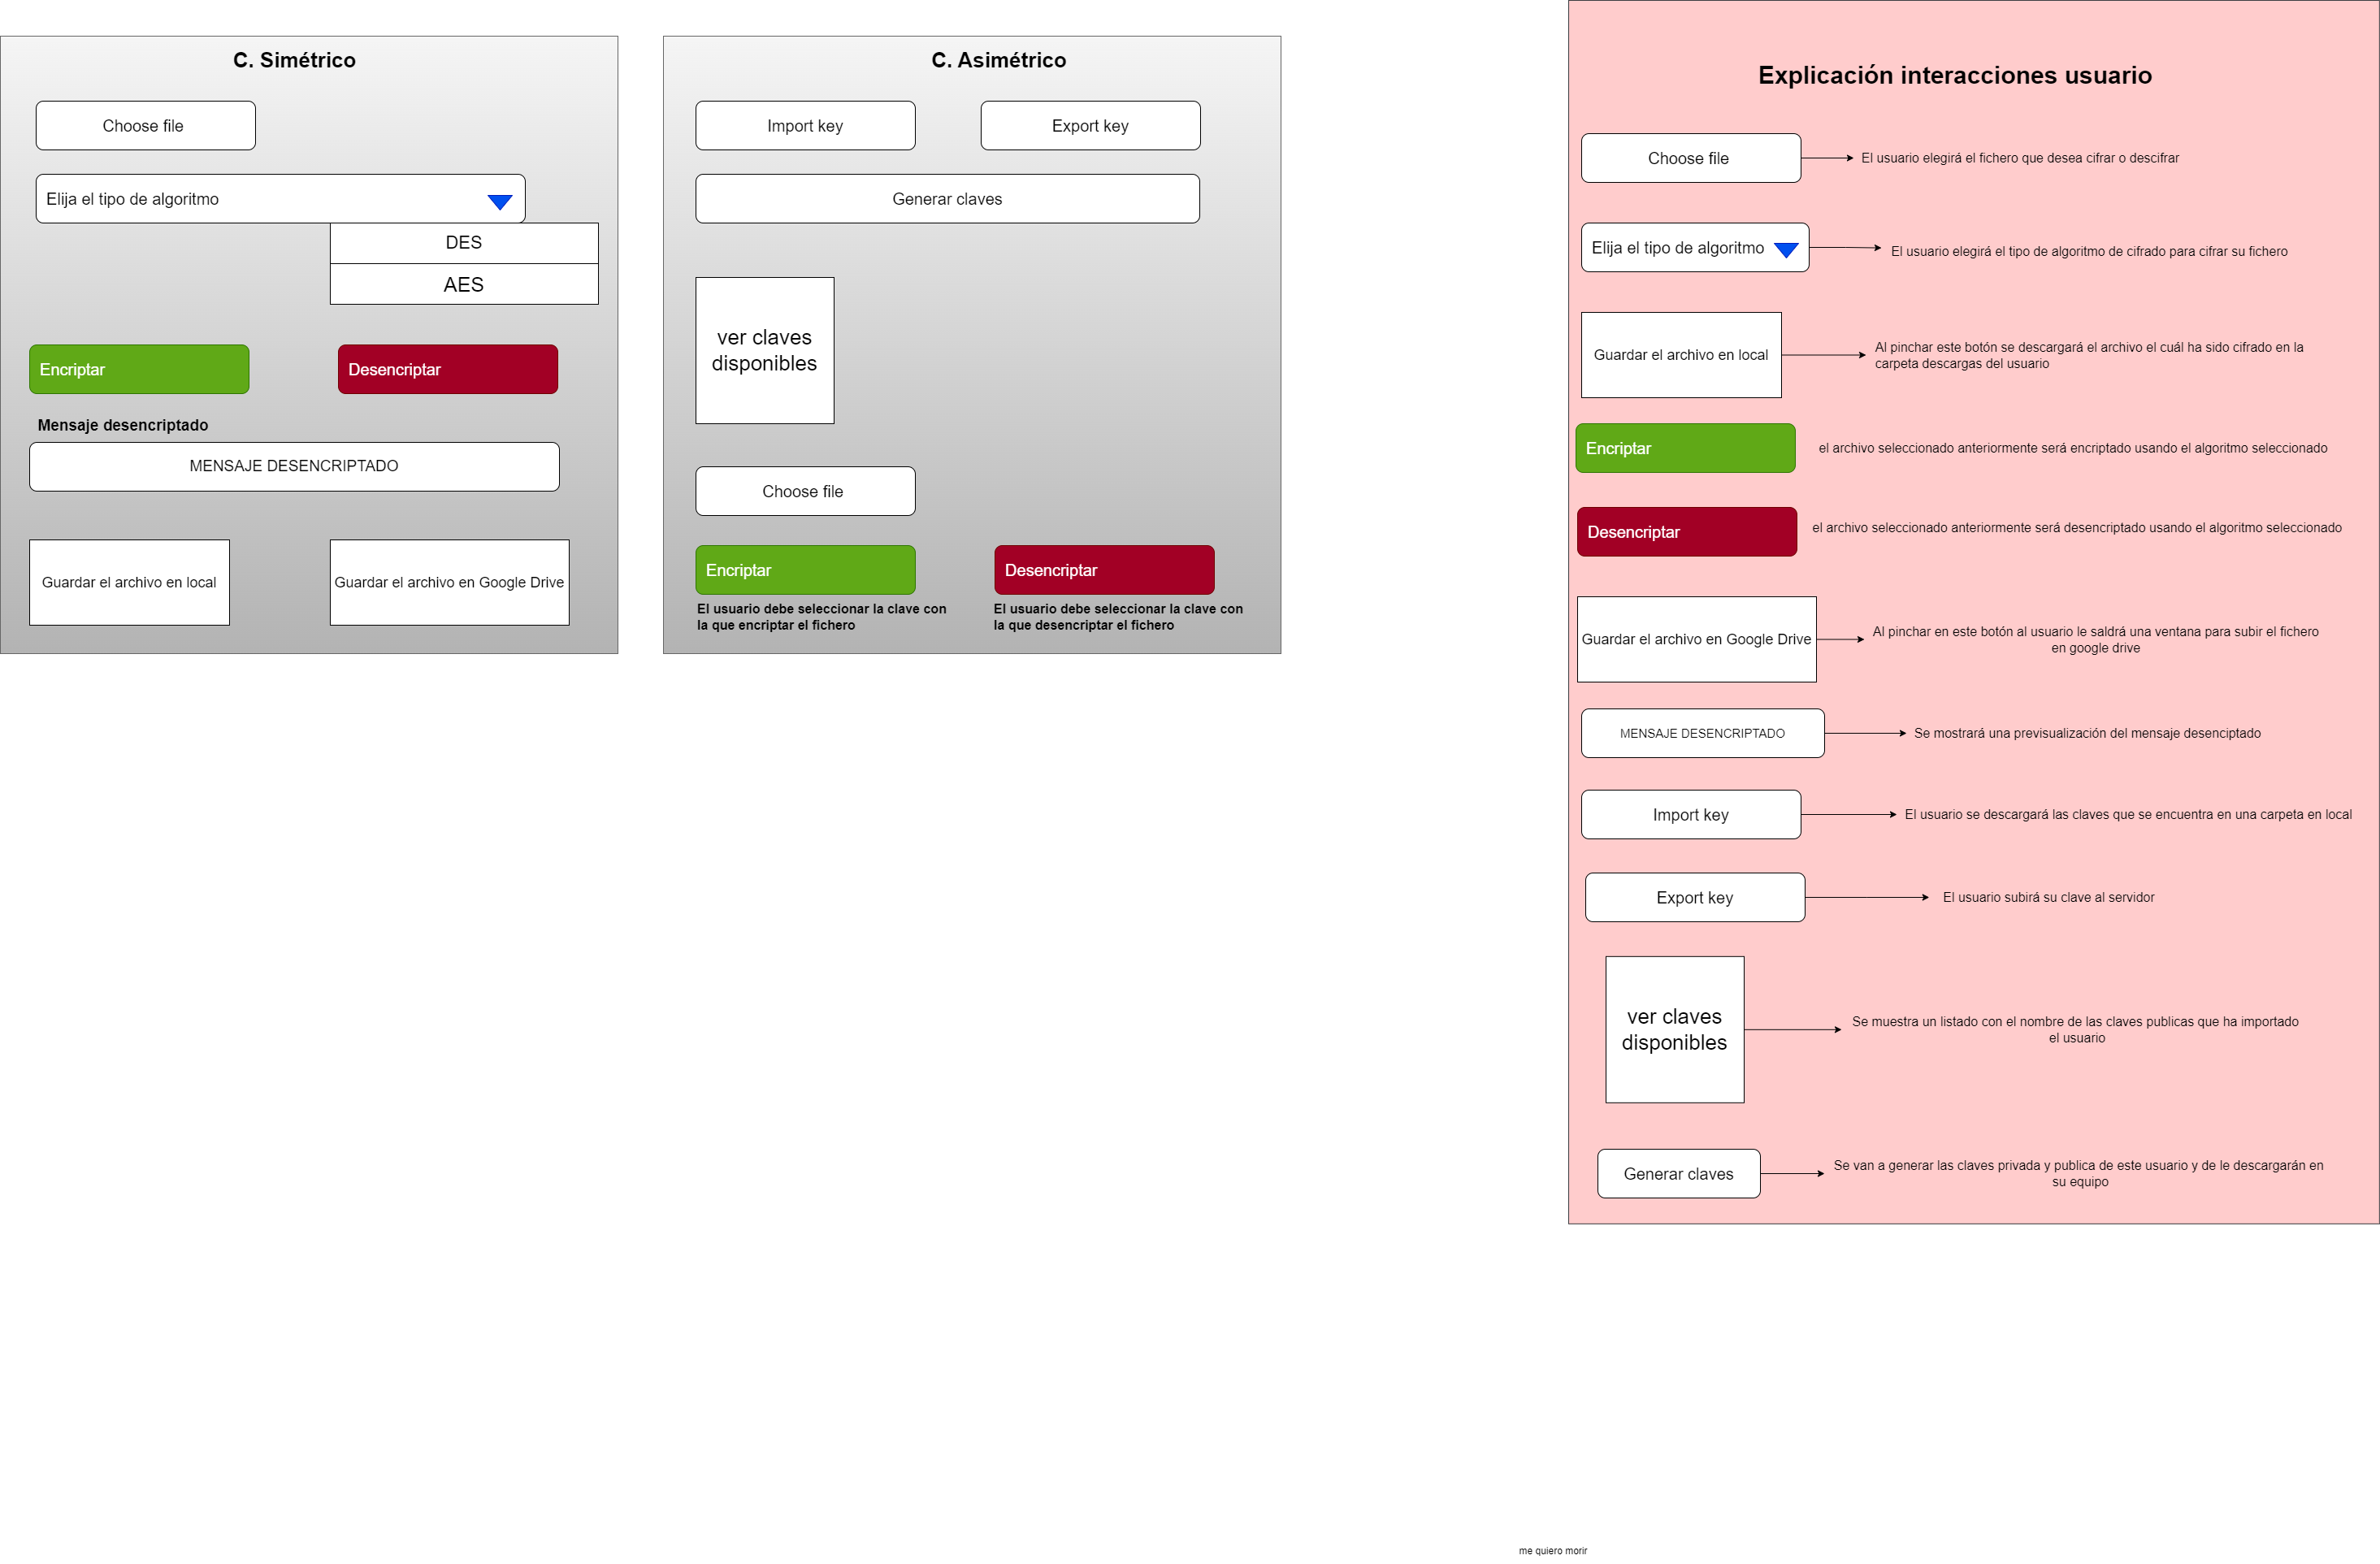 C. Simétrico
Choose file
Elija el tipo de algoritmo
DES
AES
Encriptar
Desencriptar
Mensaje desencriptado
MENSAJE DESENCRIPTADO
Guardar el archivo en local
Guardar el archivo en Google Drive
C. Asimétrico
Import key
Export key
Generar claves
ver claves
disponibles
Choose file
Encriptar
Desencriptar
El usuario debe seleccionar la clave con
la que encriptar el fichero
El usuario debe seleccionar la clave con
la que desencriptar el fichero
Explicación interacciones usuario
Choose file
El usuario elegirá el fichero que desea cifrar o descifrar
Elija el tipo de algoritmo
El usuario elegirá el tipo de algoritmo de cifrado para cifrar su fichero
Guardar el archivo en local
Al pinchar este botón se descargará el archivo el cuál ha sido cifrado en la
carpeta descargas del usuario
Encriptar
el archivo seleccionado anteriormente será encriptado usando el algoritmo seleccionado
Desencriptar
el archivo seleccionado anteriormente será desencriptado usando el algoritmo seleccionado
Guardar el archivo en Google Drive
Al pinchar en este botón al usuario le saldrá una ventana para subir el fichero
en google drive
MENSAJE DESENCRIPTADO
Se mostrará una previsualización del mensaje desenciptado
Import key
El usuario se descargará las claves que se encuentra en una carpeta en local
Export key
El usuario subirá su clave al servidor
ver claves
disponibles
Se muestra un listado con el nombre de las claves publicas que ha importado
el usuario
Generar claves
Se van a generar las claves privada y publica de este usuario y de le descargarán en
su equipo
me quiero morir